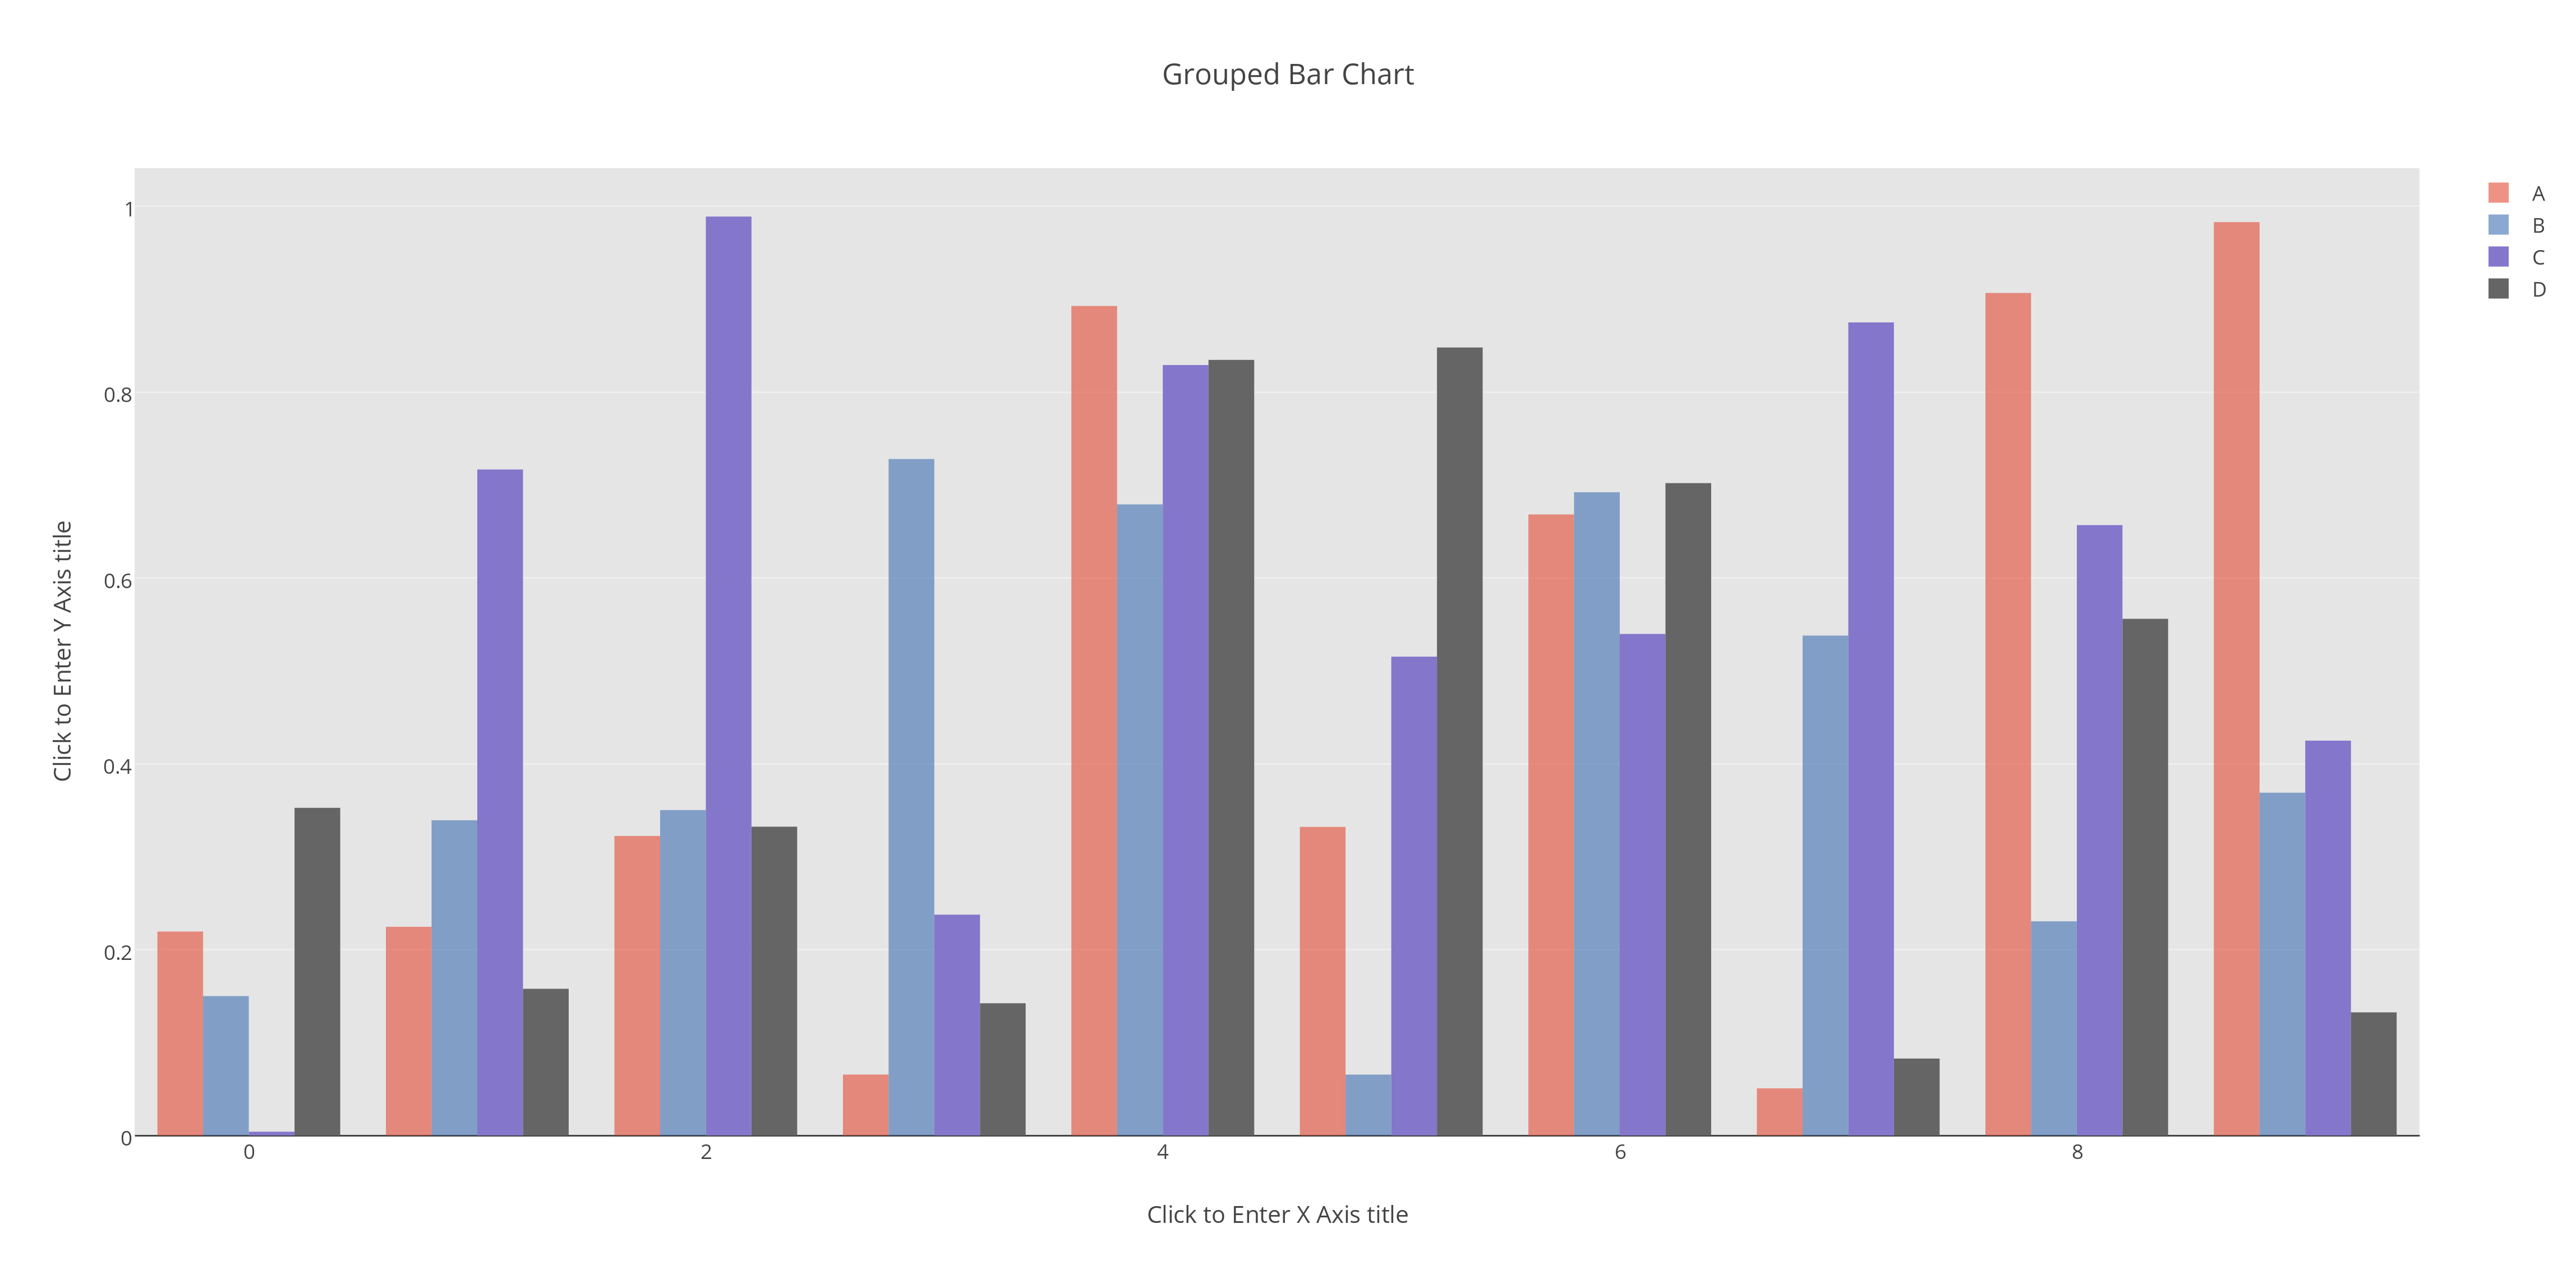 Grouped Bar Chart
A
B
C
D
1
0.8
0.6
0.4
0.2
0
Click to Enter Y Axis title
0 2 4 6 8
Click to Enter X Axis title